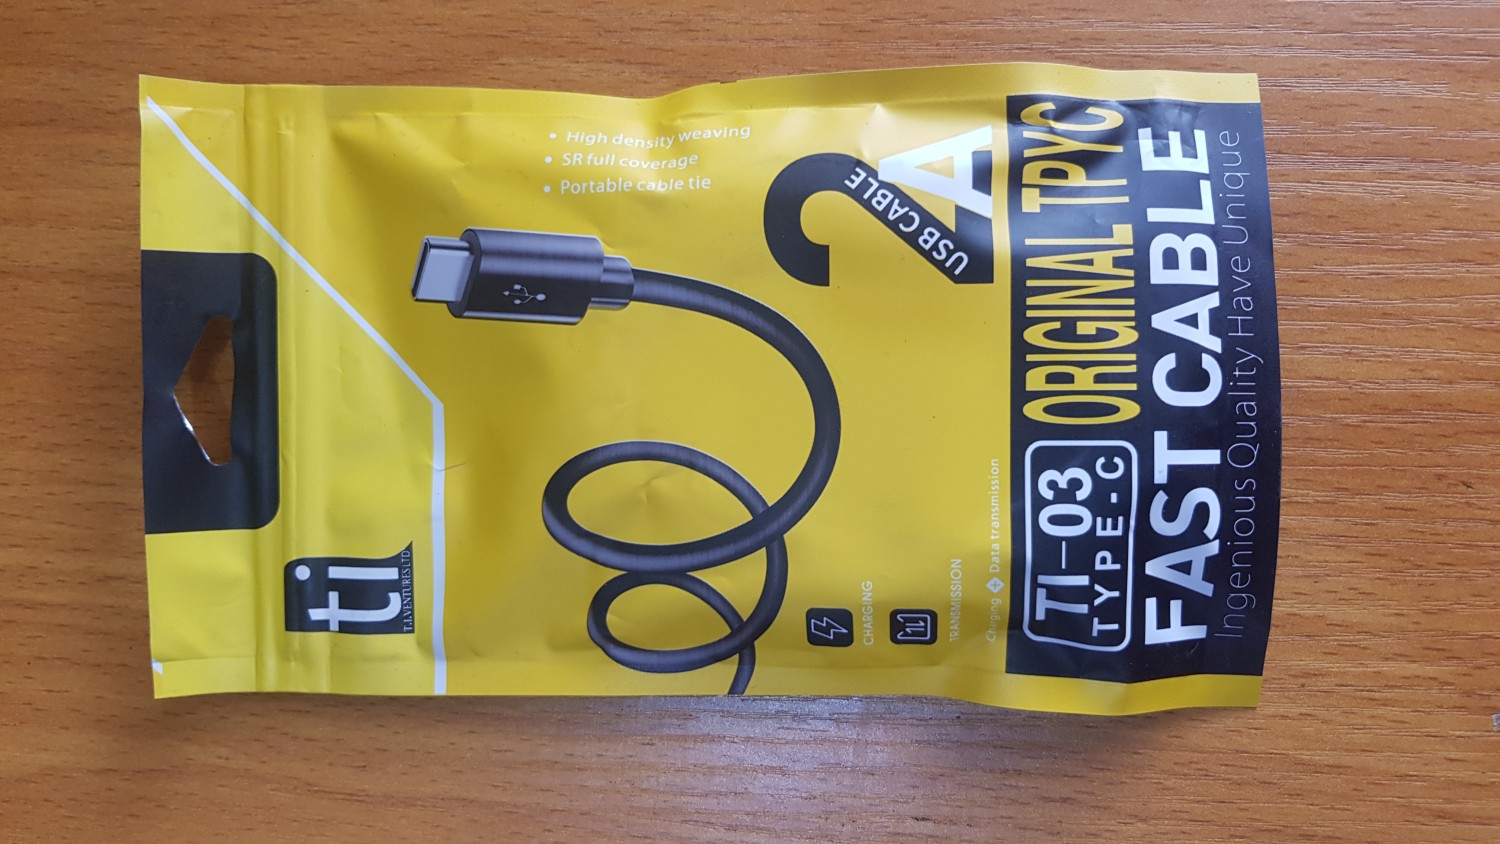 ti
T.I.VENTURES LTD
• High density weaving
• SR full coverage
• Portable cable tie
2A
USB CABLE
CHARGING
TRANSMISSION
Charging + Data transmission
TI-03
TYPE-C
ORIGINAL TPYC
FAST CABLE
Ingenious Quality Have Unique